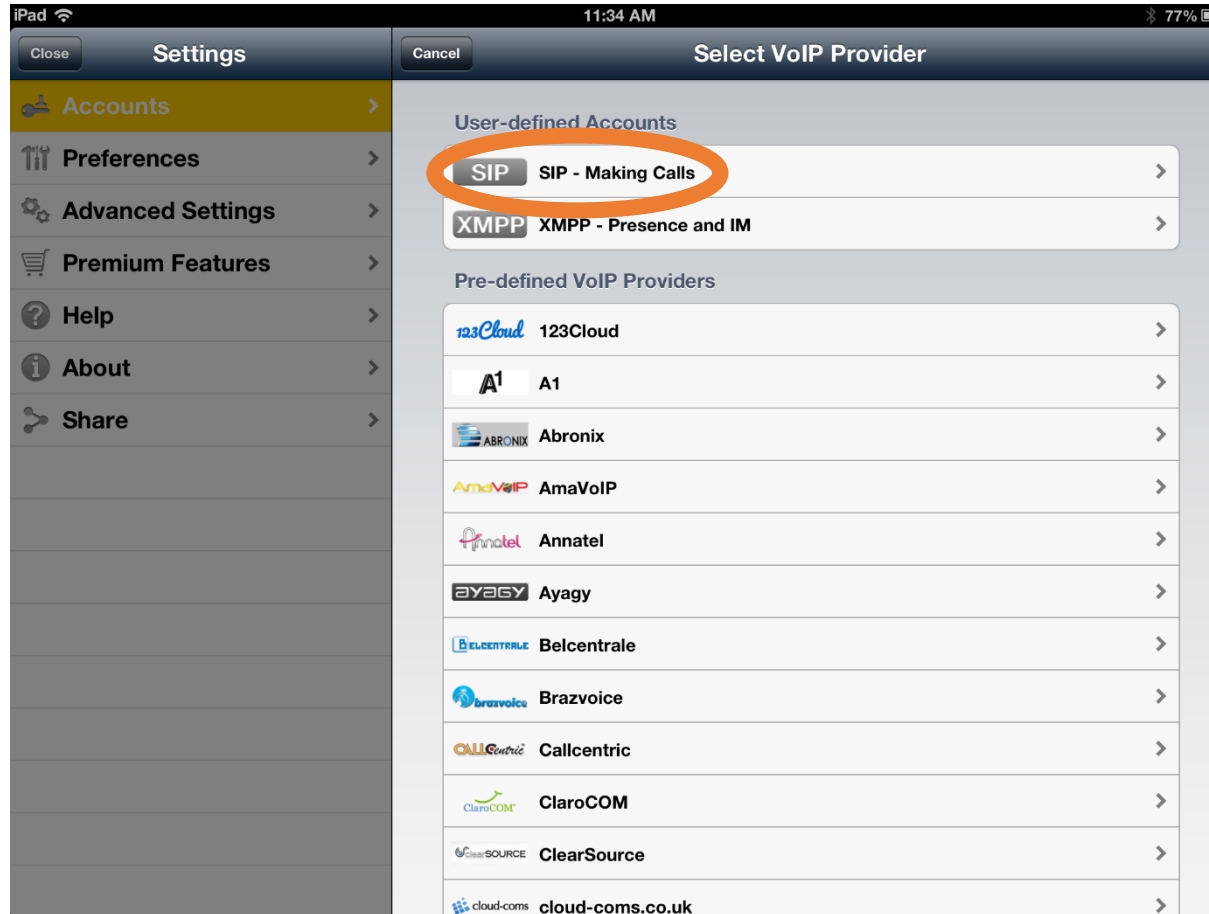 iPad 11:34 AM 77%
Close Settings Cancel Select VoIP Provider
Accounts
Preferences
Advanced Settings
Premium Features
Help
About
Share
User-defined Accounts
SIP SIP - Making Calls
XMPP XMPP - Presence and IM
Pre-defined VoIP Providers
123Cloud 123Cloud
A1 A1
ABRONIX Abronix
AmaVoIP AmaVoIP
Annatel Annatel
AYAGY Ayagy
BELCENTRALE Belcentrale
brazvoice Brazvoice
CALLCentric Callcentric
ClaroCOM ClaroCOM
ClearSOURCE ClearSource
cloud-coms cloud-coms.co.uk